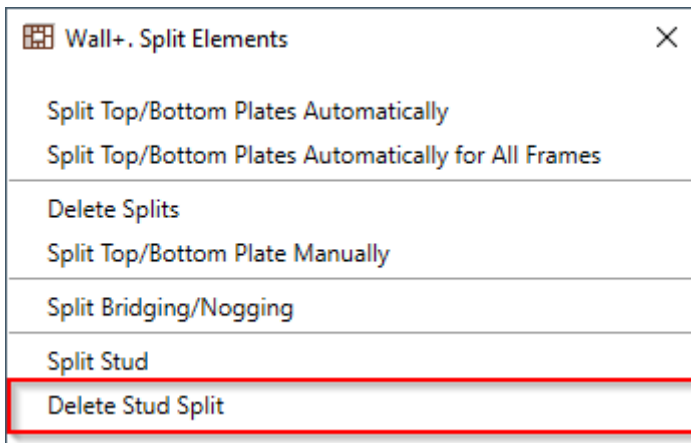 Wall+. Split Elements
Split Top/Bottom Plates Automatically
Split Top/Bottom Plates Automatically for All Frames
Delete Splits
Split Top/Bottom Plate Manually
Split Bridging/Nogging
Split Stud
Delete Stud Split